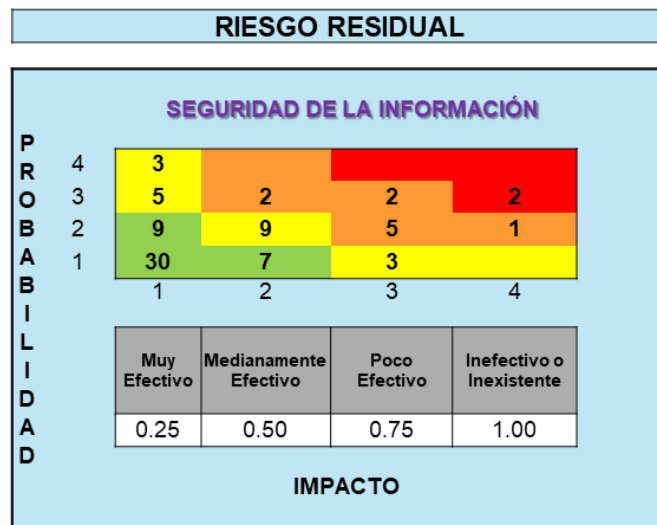 RIESGO RESIDUAL
SEGURIDAD DE LA INFORMACIÓN
PROBABILIDAD
4 3
3 5 2 2 2
2 9 9 5 1
1 30 7 3
1 2 3 4
Muy Efectivo Medianamente Efectivo Poco Efectivo Inefectivo o Inexistente
0.25 0.50 0.75 1.00
IMPACTO